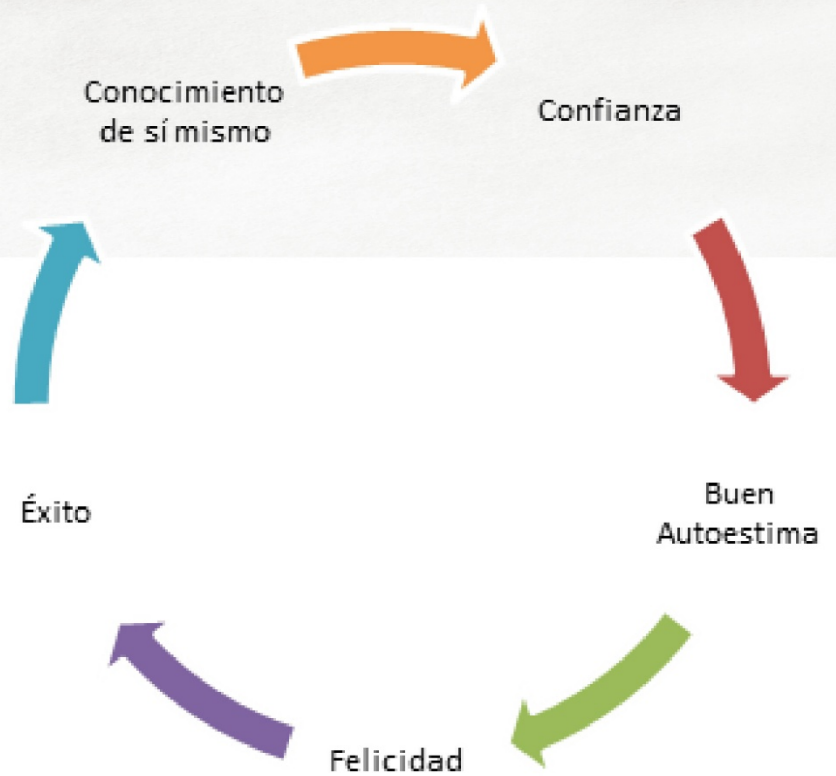 Conocimiento
de sí mismo
Confianza
Buen
Autoestima
Felicidad
Éxito